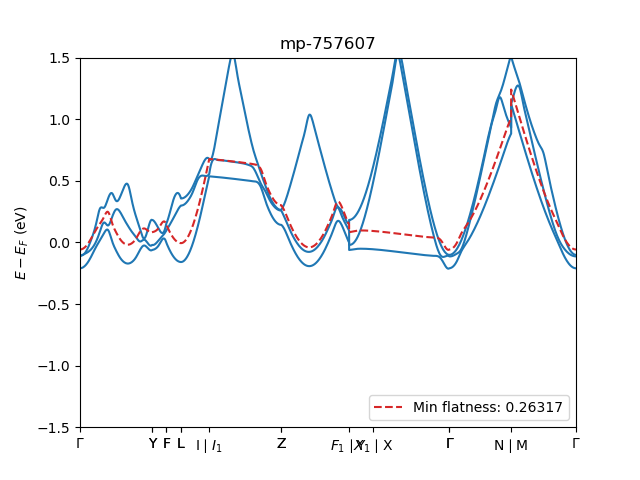 mp-757607
E − E_F (eV)
1.5
1.0
0.5
0.0
−0.5
−1.0
−1.5
Min flatness: 0.26317
Γ Y F L I | I₁ Z F₁ | Y X₁ | X Γ N | M Γ